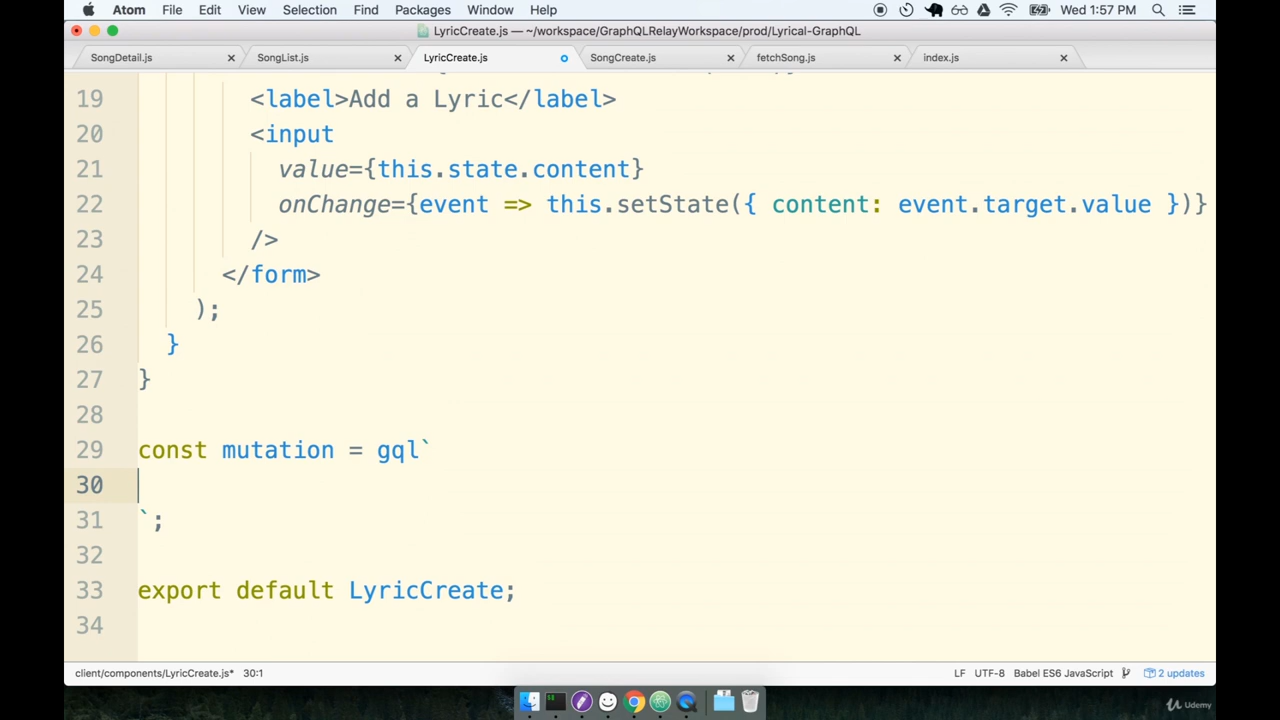 Atom File Edit View Selection Find Packages Window Help Wed 1:57 PM
LyricCreate.js — ~/workspace/GraphQLRelayWorkspace/prod/Lyrical-GraphQL
SongDetail.js SongList.js LyricCreate.js SongCreate.js fetchSong.js index.js
19 <label>Add a Lyric</label>
20 <input
21 value={this.state.content}
22 onChange={event => this.setState({ content: event.target.value })}
23 />
24 </form>
25 );
26 }
27 }
28
29 const mutation = gql`
30
31 `;
32
33 export default LyricCreate;
34
client/components/LyricCreate.js* 30:1 LF UTF-8 Babel ES6 JavaScript 2 updates
Udemy